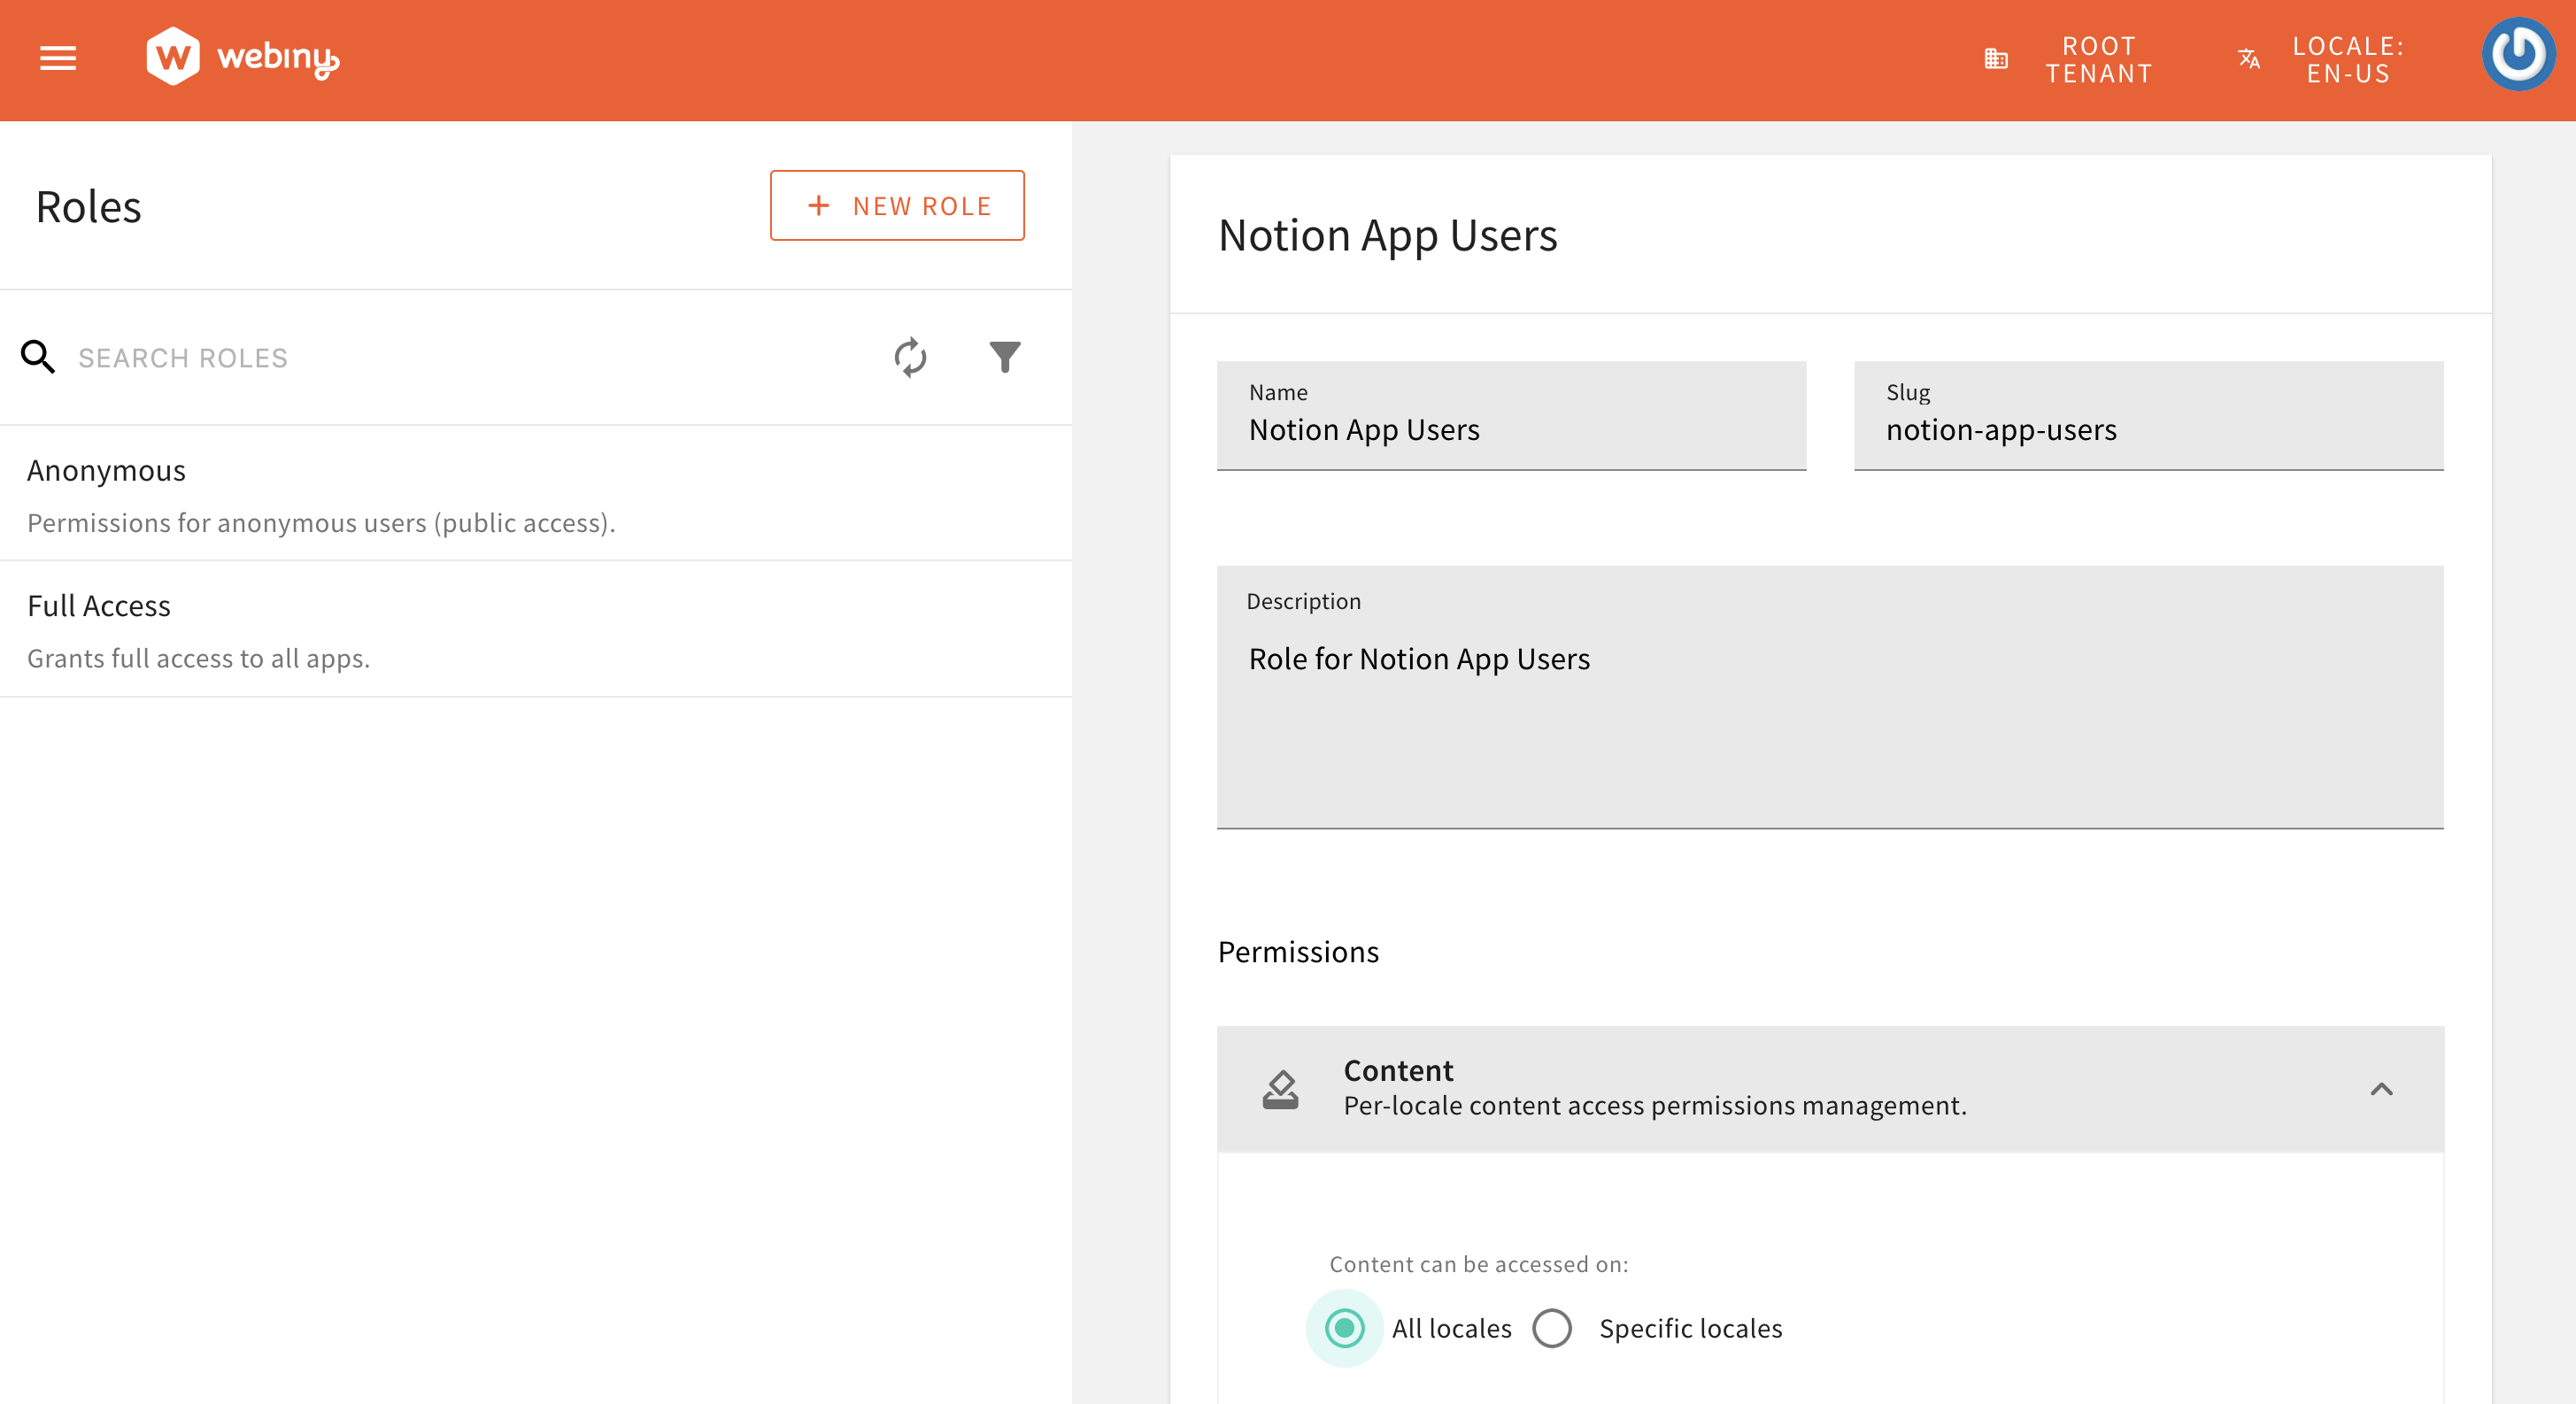 webiny
ROOT
TENANT
LOCALE:
EN-US
Roles
+ NEW ROLE
SEARCH ROLES
Anonymous
Permissions for anonymous users (public access).
Full Access
Grants full access to all apps.
Notion App Users
Name
Notion App Users
Slug
notion-app-users
Description
Role for Notion App Users
Permissions
Content
Per-locale content access permissions management.
Content can be accessed on:
All locales
Specific locales